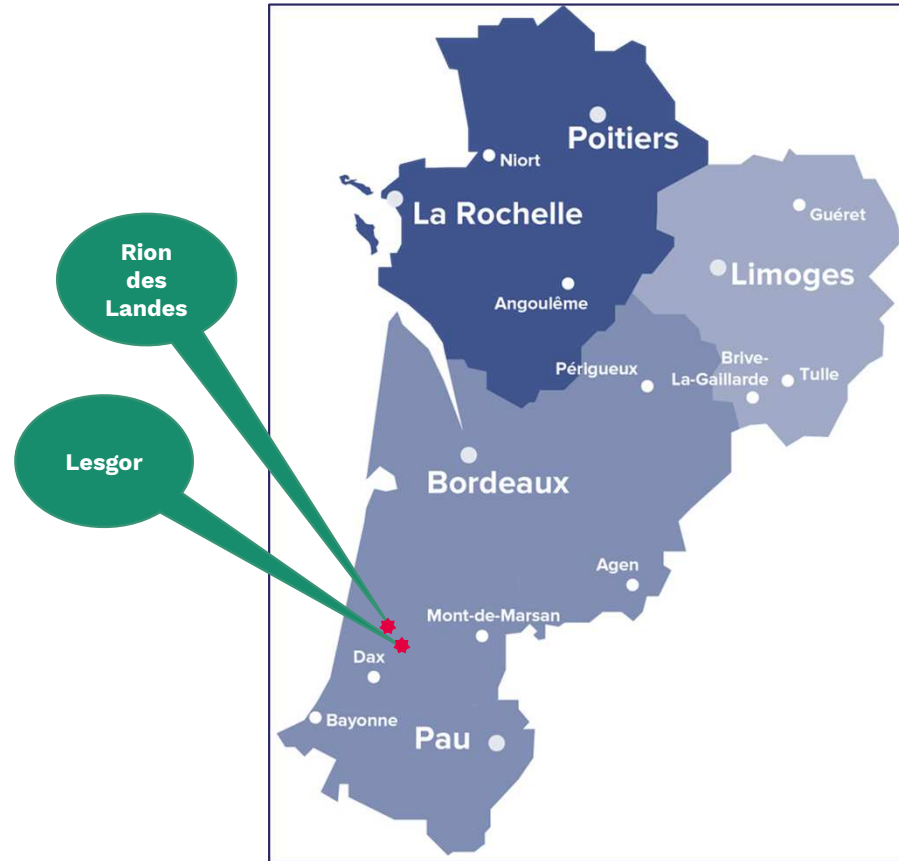 Poitiers
Niort
La Rochelle
Guéret
Rion
des
Landes
Limoges
Angoulême
Périgueux
Brive-
La-Gaillarde
Tulle
Lesgor
Bordeaux
Agen
Mont-de-Marsan
Dax
Bayonne
Pau